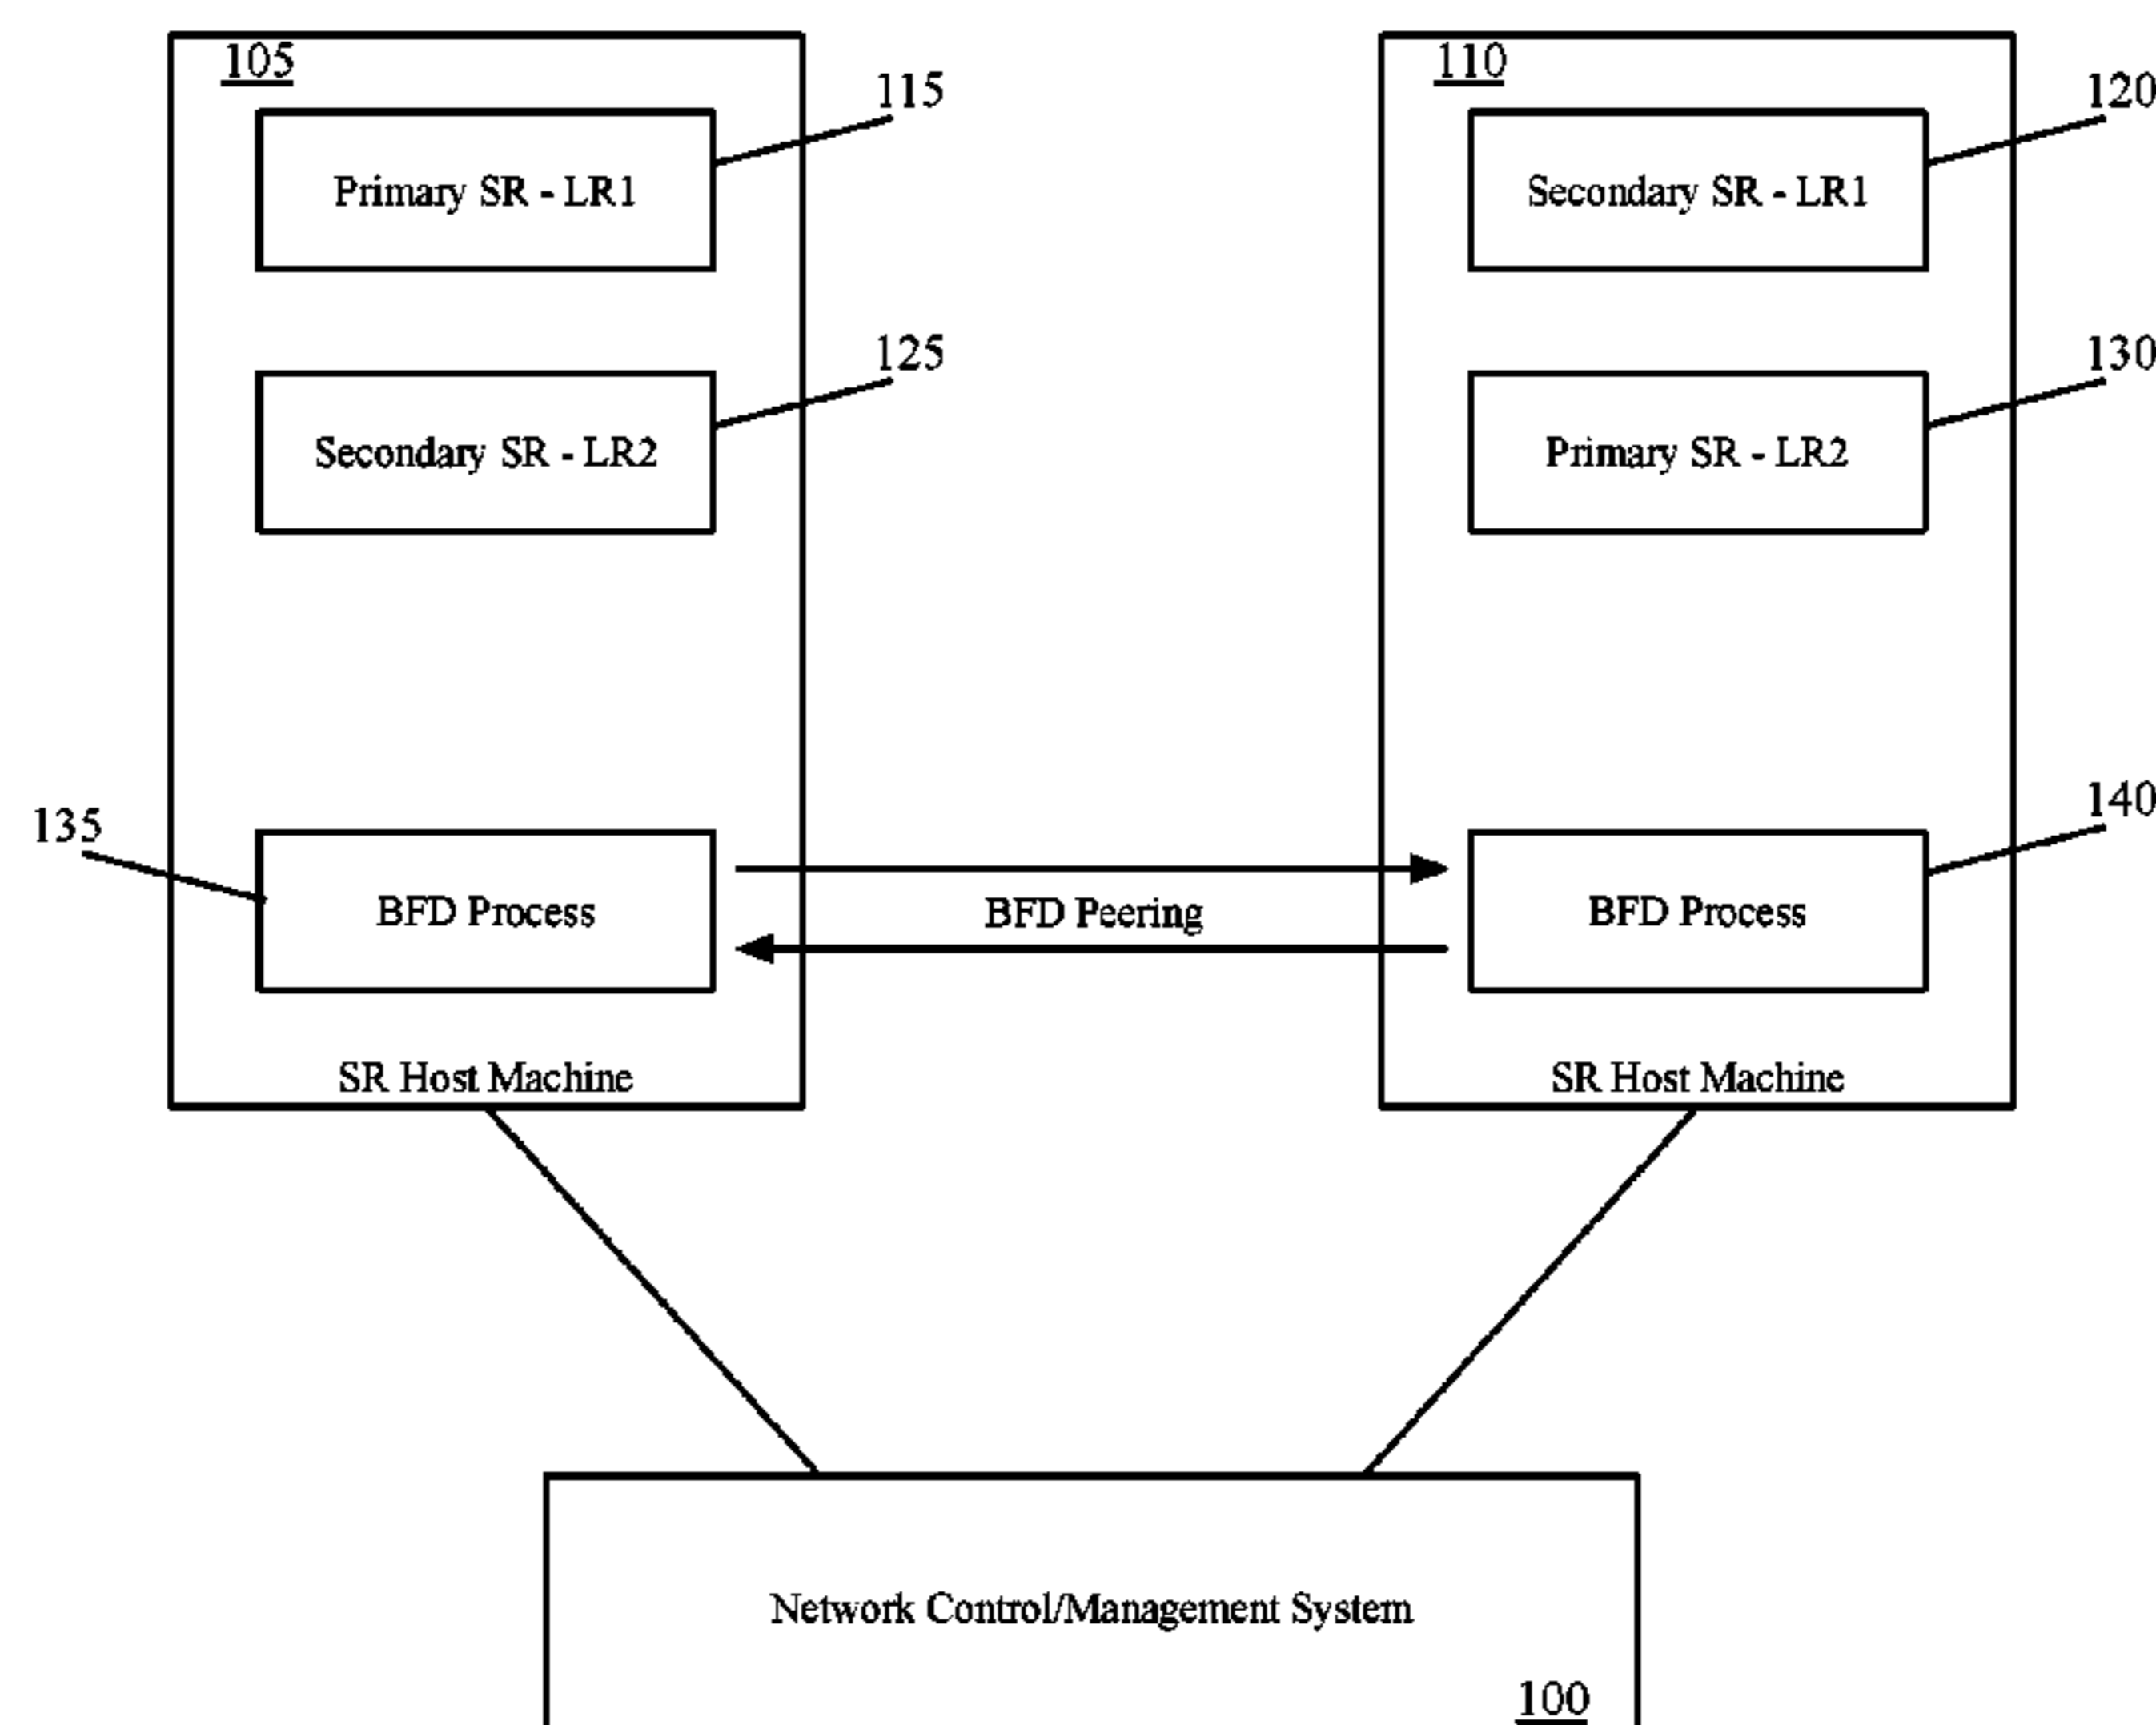 105
115
Primary SR - LR1
125
Secondary SR - LR2
135
BFD Process
SR Host Machine
BFD Peering
110
120
Secondary SR - LR1
130
Primary SR - LR2
140
BFD Process
SR Host Machine
Network Control/Management System
100